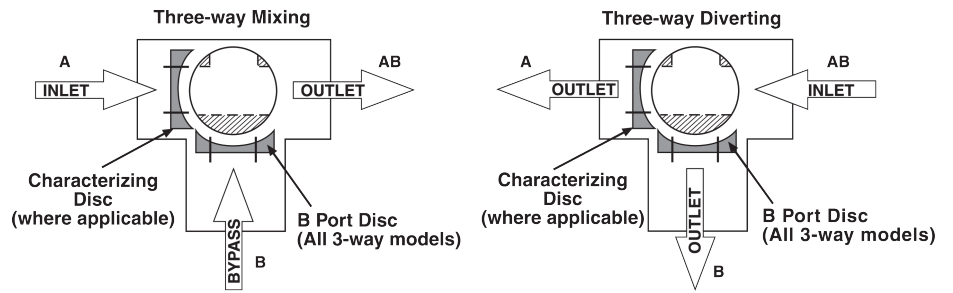 Three-way Mixing
A
INLET
AB
OUTLET
Characterizing
Disc
(where applicable)
B Port Disc
(All 3-way models)
BYPASS
B
Three-way Diverting
A
OUTLET
AB
INLET
Characterizing
Disc
(where applicable)
B Port Disc
(All 3-way models)
OUTLET
B